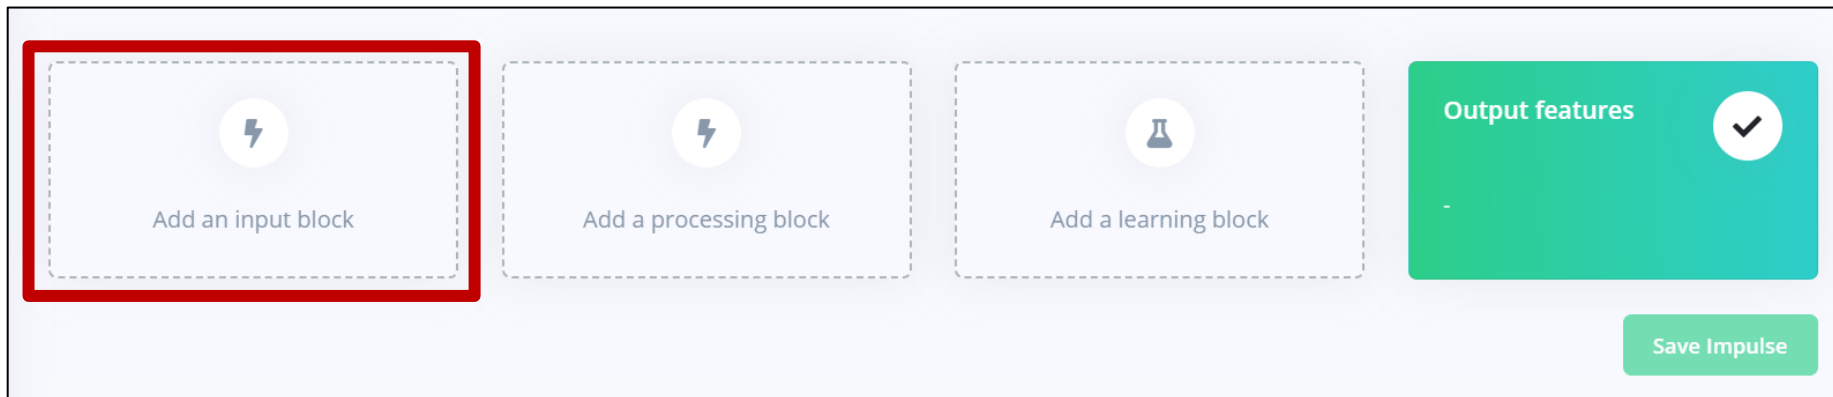 Add an input block
Add a processing block
Add a learning block
Output features
-
Save Impulse